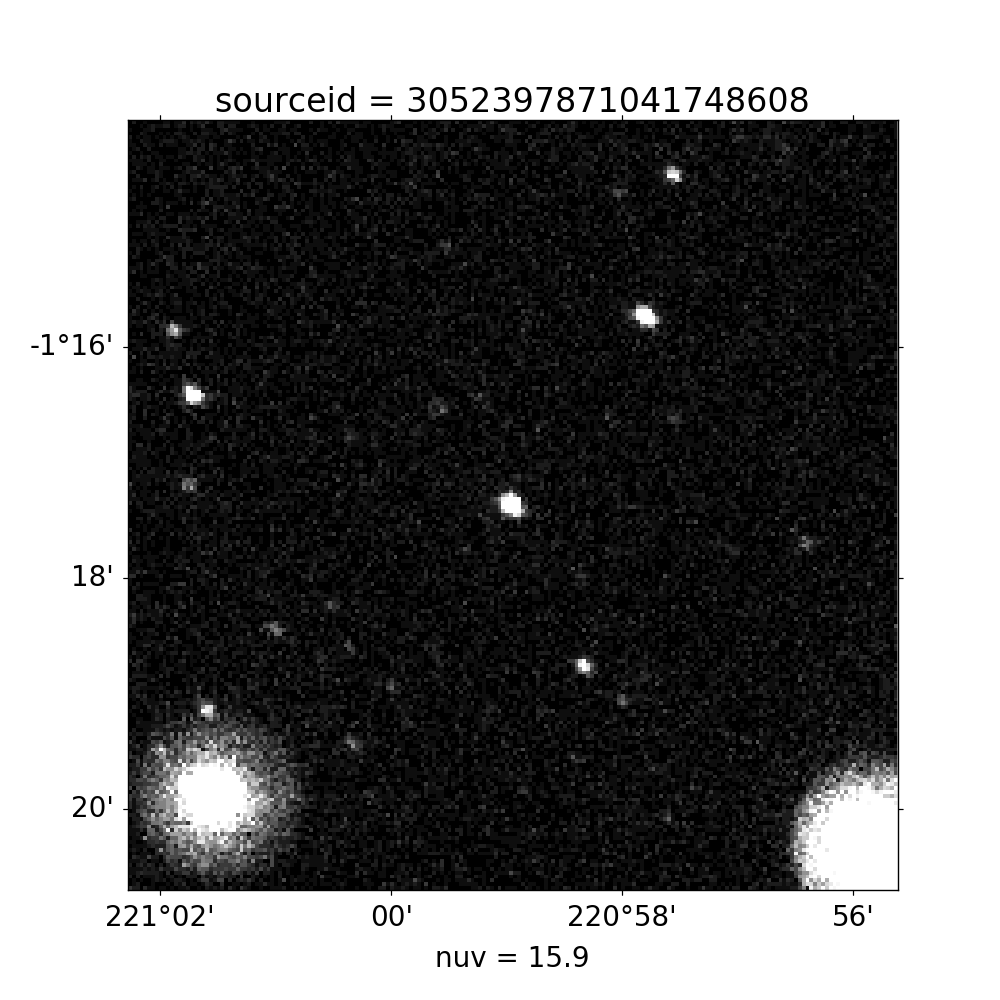 sourceid = 3052397871041748608
-1°16'
18'
20'
221°02' 00' 220°58' 56'
nuv = 15.9